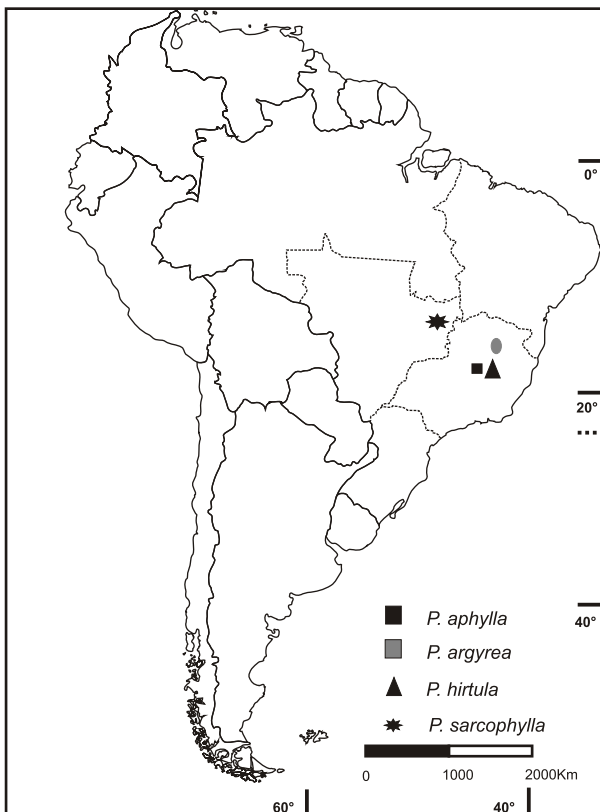 0°
20°
40°
P. aphylla
P. argyrea
P. hirtula
P. sarcophylla
0 1000 2000Km
60° 40°